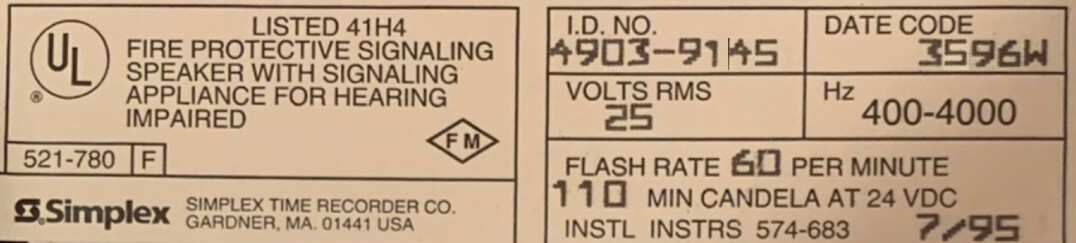 UL
®
LISTED 41H4
FIRE PROTECTIVE SIGNALING
SPEAKER WITH SIGNALING
APPLIANCE FOR HEARING
IMPAIRED
FM
521-780 F
Simplex
SIMPLEX TIME RECORDER CO.
GARDNER, MA. 01441 USA
I.D. NO.
4903-9145
DATE CODE
3596W
VOLTS RMS
25
Hz
400-4000
FLASH RATE 60 PER MINUTE
110 MIN CANDELA AT 24 VDC
INSTL INSTRS 574-683 7/95